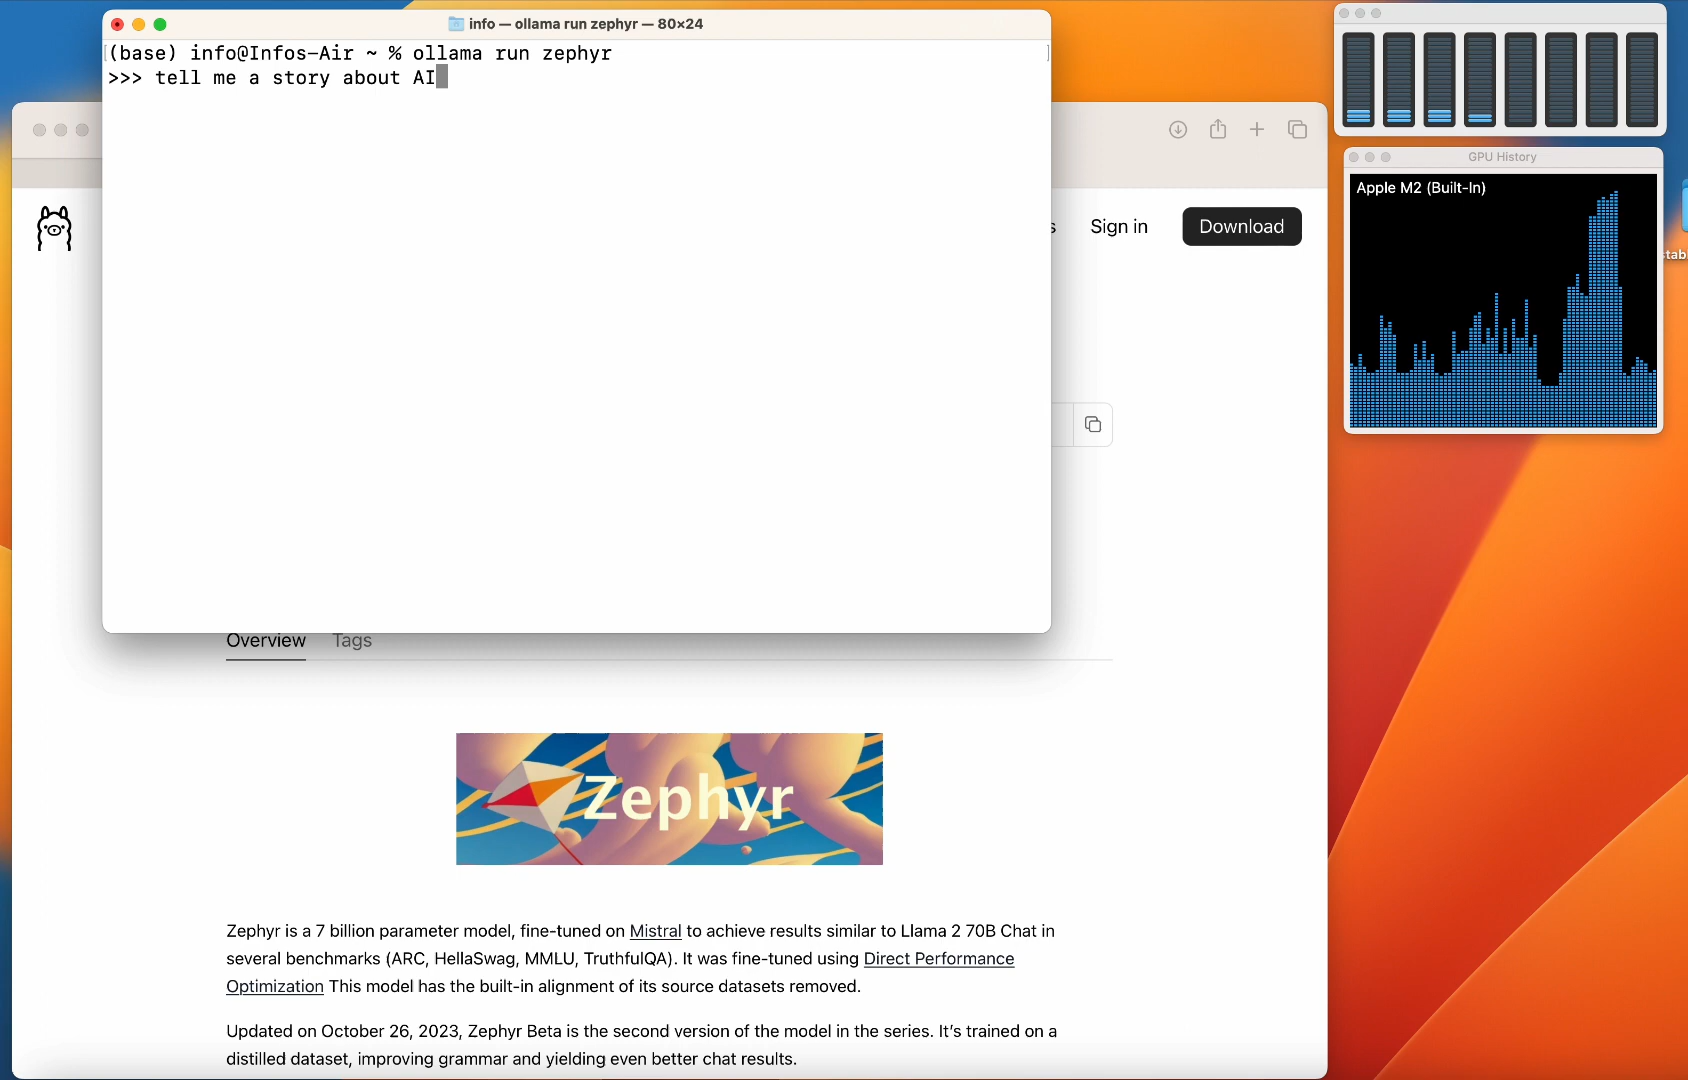 info — ollama run zephyr — 80×24
(base) info@Infos-Air ~ % ollama run zephyr
>>> tell me a story about AI
GPU History
Apple M2 (Built-In)
s
Sign in
Download
stab
Overview
Tags
Zephyr
Zephyr is a 7 billion parameter model, fine-tuned on Mistral to achieve results similar to Llama 2 70B Chat in
several benchmarks (ARC, HellaSwag, MMLU, TruthfulQA). It was fine-tuned using Direct Performance
Optimization This model has the built-in alignment of its source datasets removed.
Updated on October 26, 2023, Zephyr Beta is the second version of the model in the series. It’s trained on a
distilled dataset, improving grammar and yielding even better chat results.